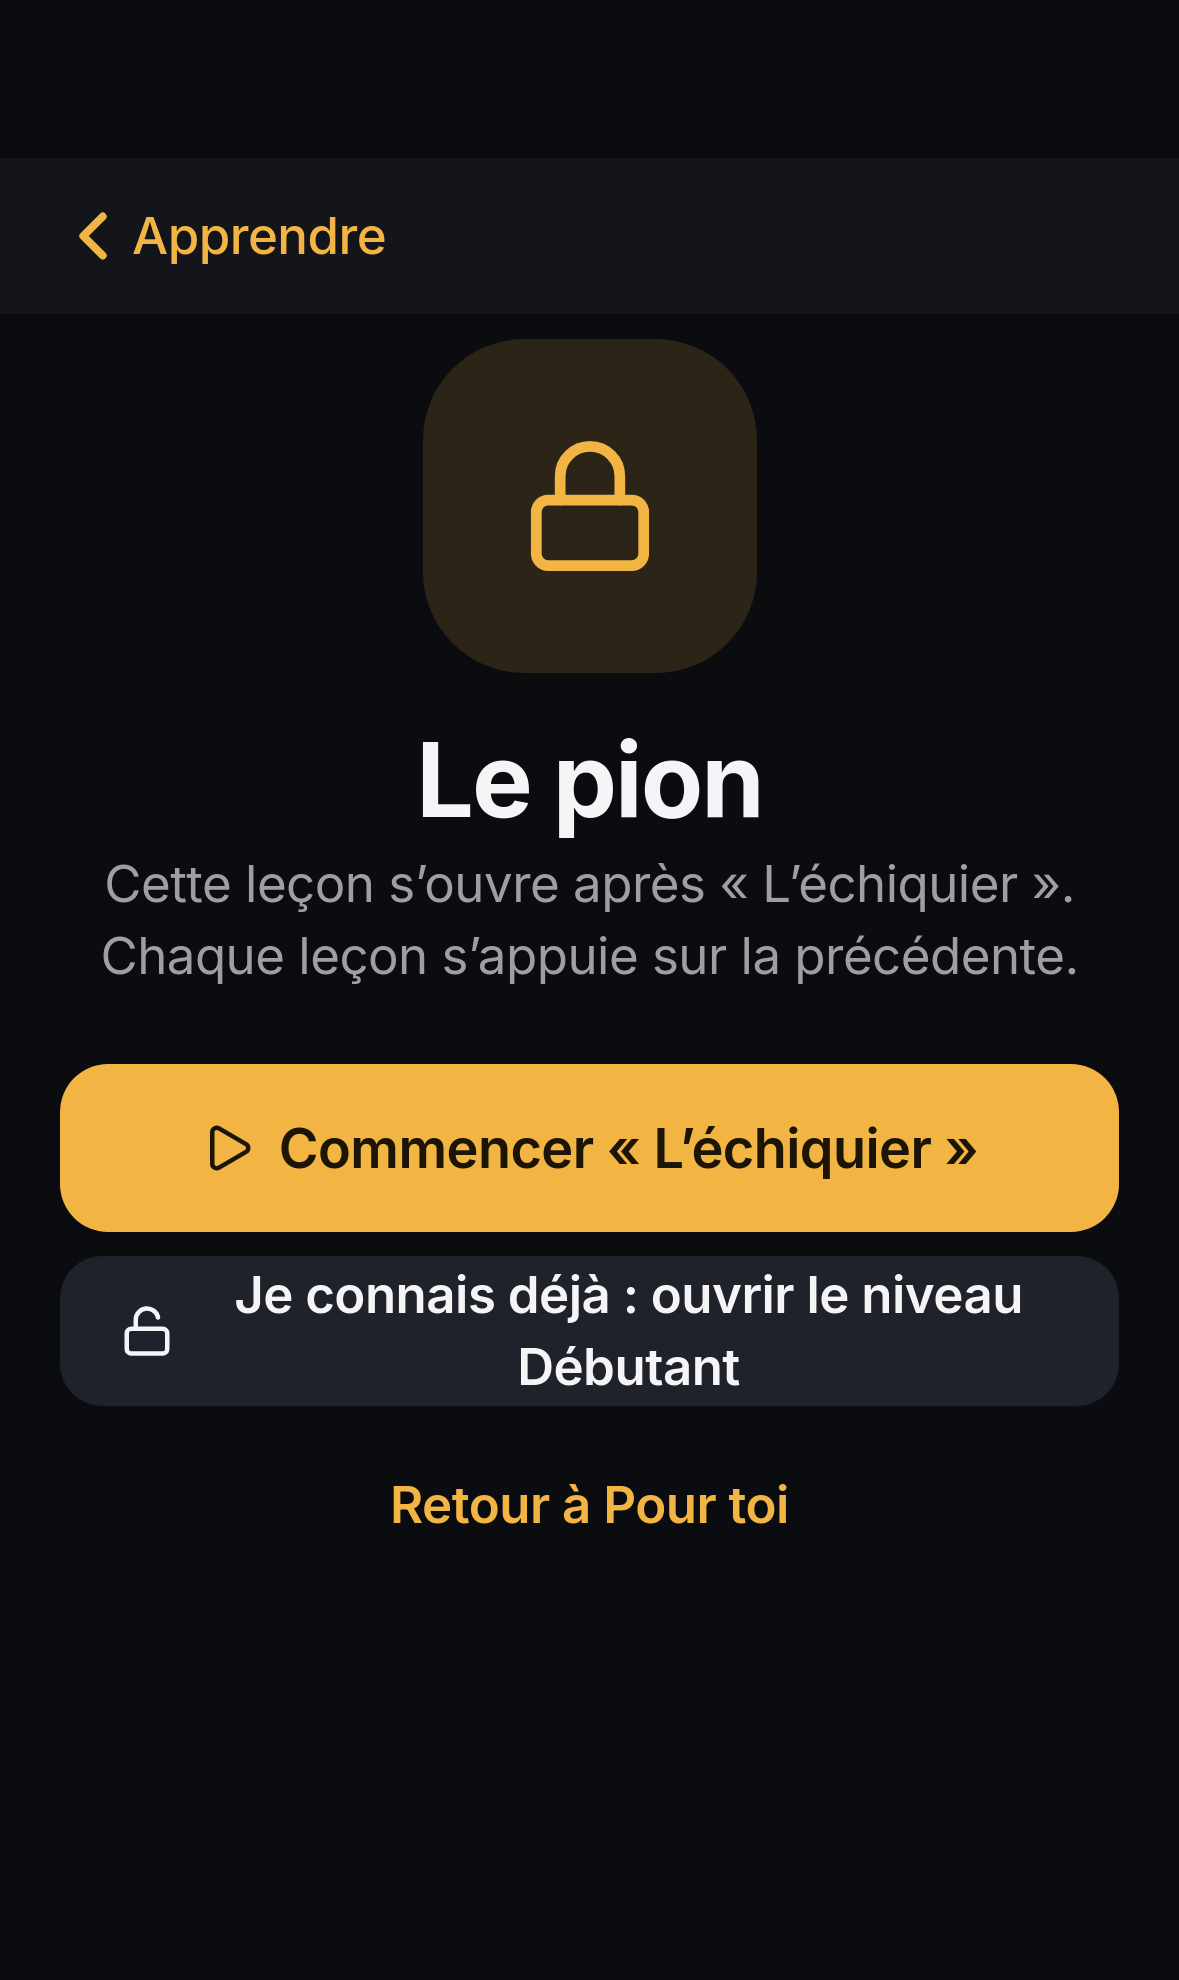 Apprendre
Le pion
Cette leçon s’ouvre après « L’échiquier ».
Chaque leçon s’appuie sur la précédente.
Commencer « L’échiquier »
Je connais déjà : ouvrir le niveau
Débutant
Retour à Pour toi